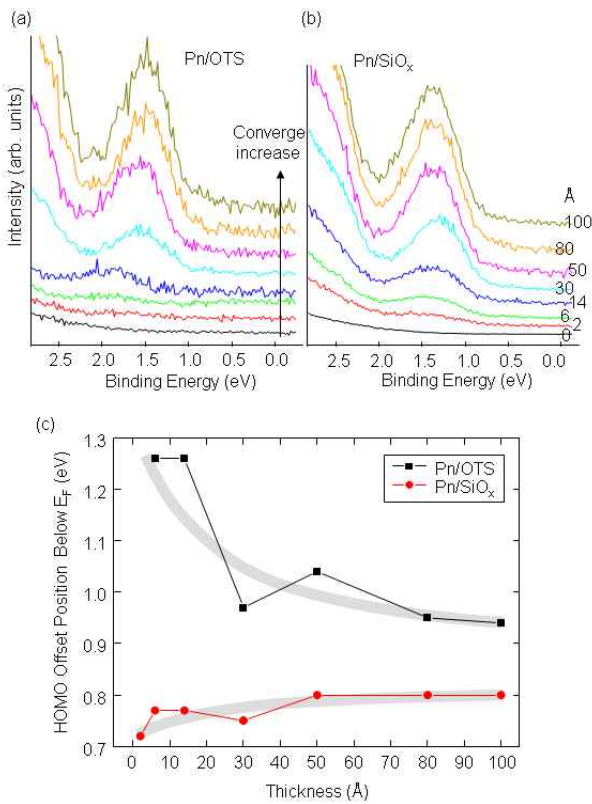 (a)
(b)
Pn/OTS
Pn/SiOx
Converge
increase
Intensity (arb. units)
Å
100
80
50
30
14
6
2
0
2.5 2.0 1.5 1.0 0.5 0.0
2.5 2.0 1.5 1.0 0.5 0.0
Binding Energy (eV)
Binding Energy (eV)
(c)
HOMO Offset Position Below EF (eV)
1.3
1.2
1.1
1.0
0.9
0.8
0.7
Pn/OTS
Pn/SiOx
0 10 20 30 40 50 60 70 80 90 100
Thickness (Å)